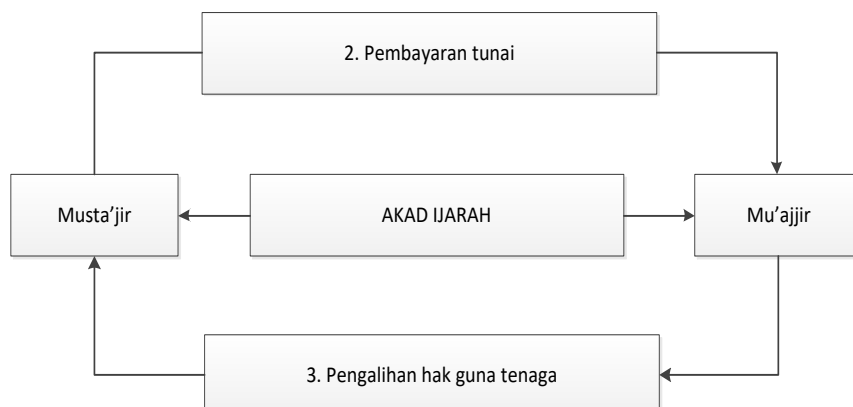 2. Pembayaran tunai
Musta’jir
AKAD IJARAH
Mu’ajjir
3. Pengalihan hak guna tenaga